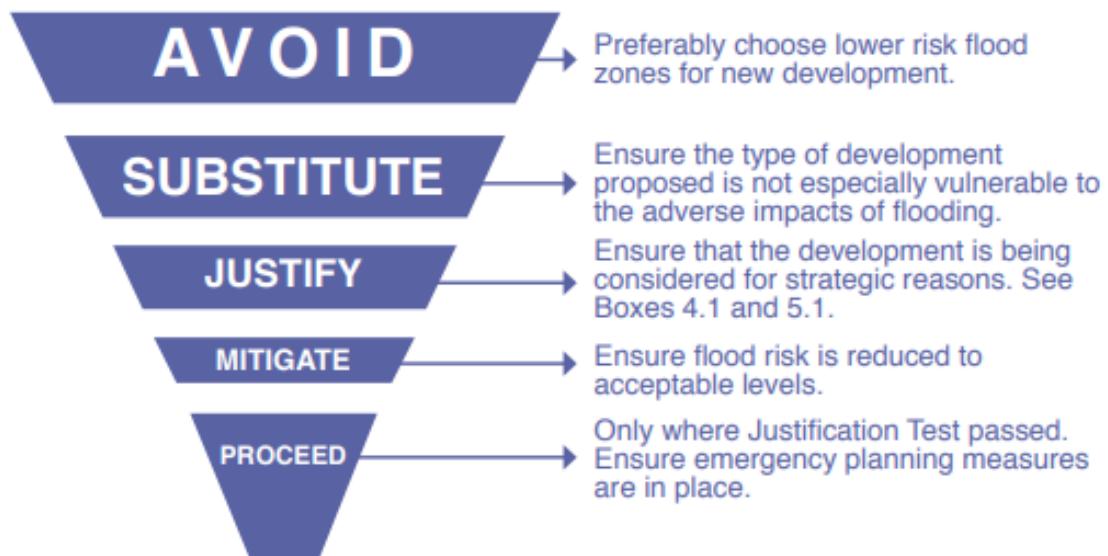 AVOID
Preferably choose lower risk flood
zones for new development.
SUBSTITUTE
Ensure the type of development
proposed is not especially vulnerable to
the adverse impacts of flooding.
JUSTIFY
Ensure that the development is being
considered for strategic reasons. See
Boxes 4.1 and 5.1.
MITIGATE
Ensure flood risk is reduced to
acceptable levels.
PROCEED
Only where Justification Test passed.
Ensure emergency planning measures
are in place.